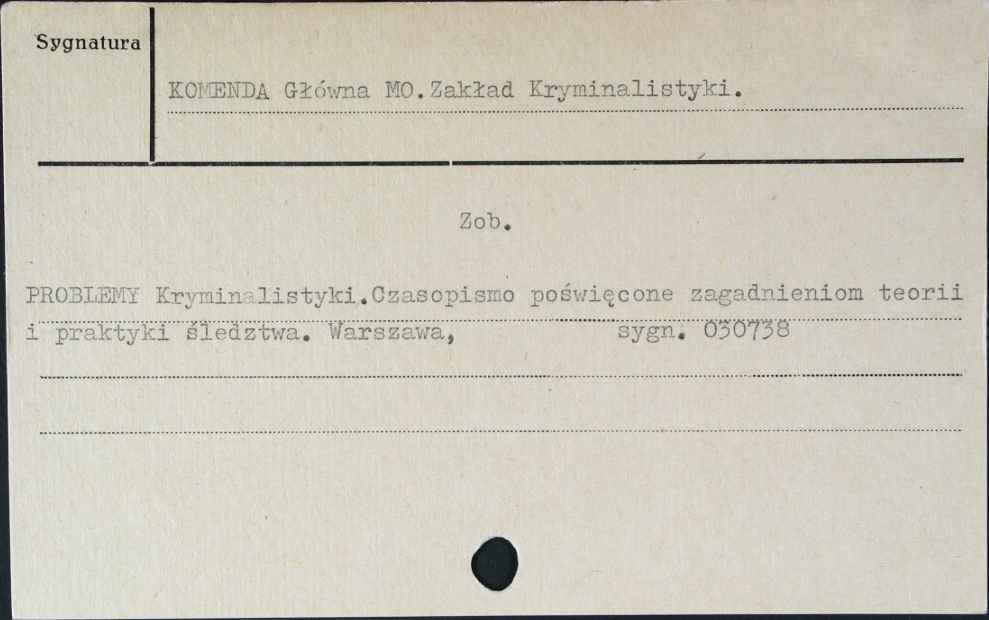 Sygnatura
KOMENDA Główna MO.Zakład Kryminalistyki.
Zob.
PROBLEMY Kryminalistyki.Czasopismo poświęcone zagadnieniom teorii
i praktyki śledztwa. Warszawa, sygn. 030738